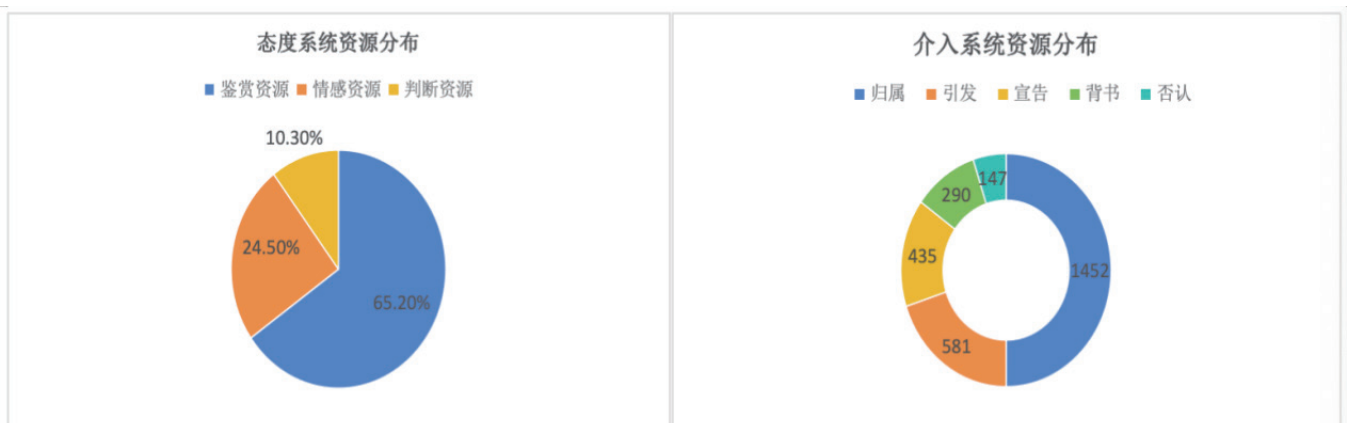 态度系统资源分布
鉴赏资源 情感资源 判断资源
10.30%
24.50%
65.20%
介入系统资源分布
归属 引发 宣告 背书 否认
147
290
435
1452
581